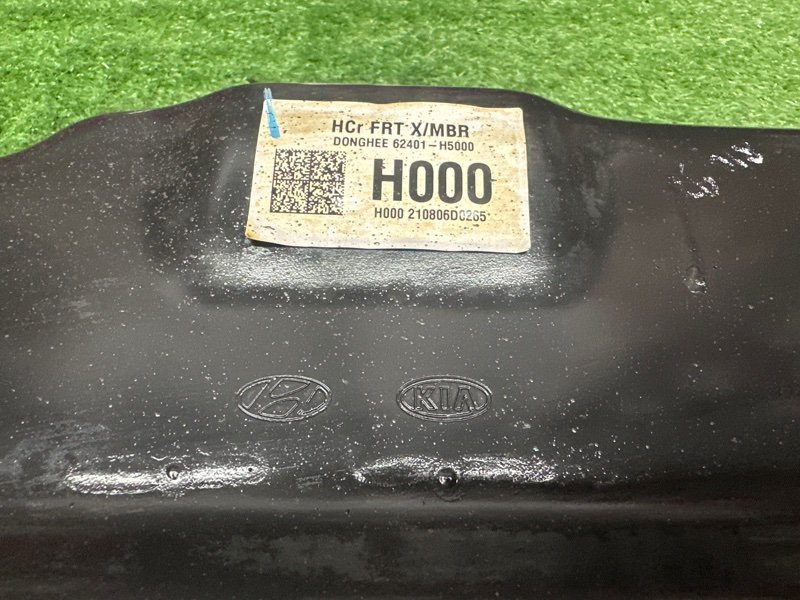 HCr FRT X/MBR
DONGHEE 62401-H5000
H000
H000 210806D0265
KIA